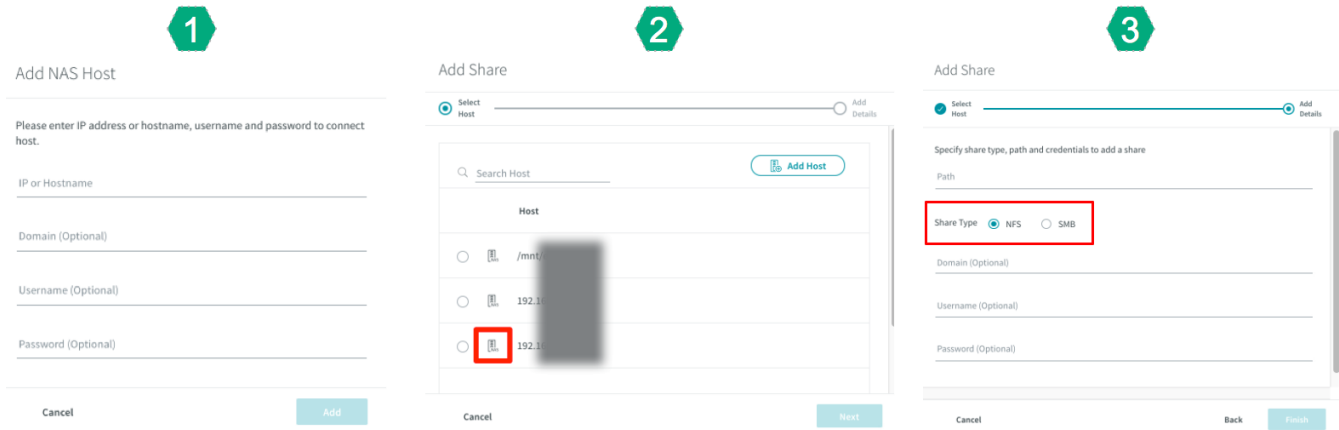 1
Add NAS Host
Please enter IP address or hostname, username and password to connect
host.
IP or Hostname
Domain (Optional)
Username (Optional)
Password (Optional)
Cancel
Add
2
Add Share
Select
Host
Add
Details
Search Host
Add Host
Host
/mnt/
192.1
192.1
Cancel
Next
3
Add Share
Select
Host
Add
Details
Specify share type, path and credentials to add a share
Path
Share Type
NFS
SMB
Domain (Optional)
Username (Optional)
Password (Optional)
Cancel
Back
Finish